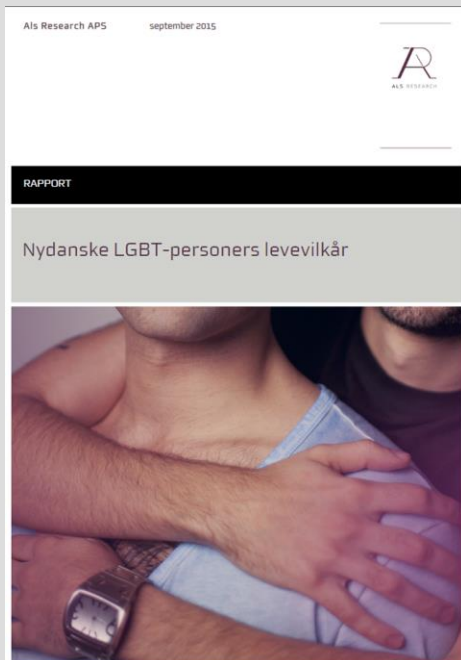 Als Research APS september 2015
ALS RESEARCH
RAPPORT
Nydanske LGBT-personers levevilkår